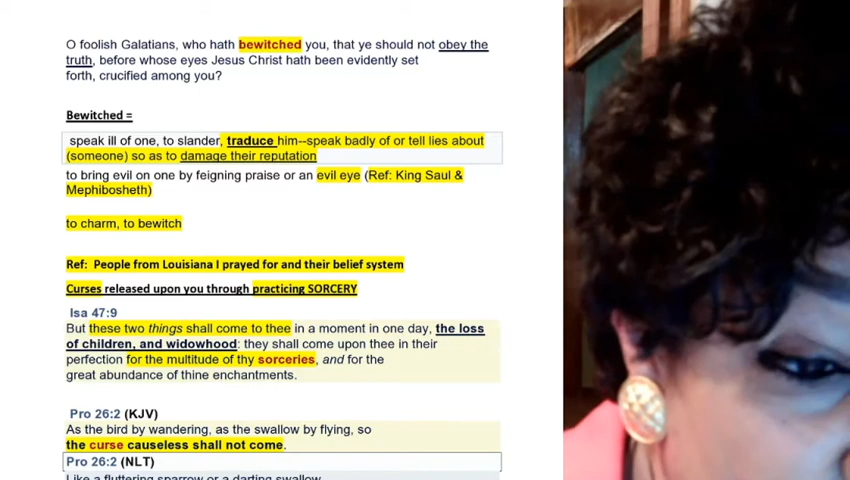 O foolish Galatians, who hath bewitched you, that ye should not obey the
truth, before whose eyes Jesus Christ hath been evidently set
forth, crucified among you?
Bewitched =
speak ill of one, to slander, traduce him--speak badly of or tell lies about
(someone) so as to damage their reputation
to bring evil on one by feigning praise or an evil eye (Ref: King Saul &
Mephibosheth)
to charm, to bewitch
Ref: People from Louisiana I prayed for and their belief system
Curses released upon you through practicing SORCERY
Isa 47:9
But these two things shall come to thee in a moment in one day, the loss
of children, and widowhood: they shall come upon thee in their
perfection for the multitude of thy sorceries, and for the
great abundance of thine enchantments.
Pro 26:2 (KJV)
As the bird by wandering, as the swallow by flying, so
the curse causeless shall not come.
Pro 26:2 (NLT)
Like a fluttering sparrow or a darting swallow,